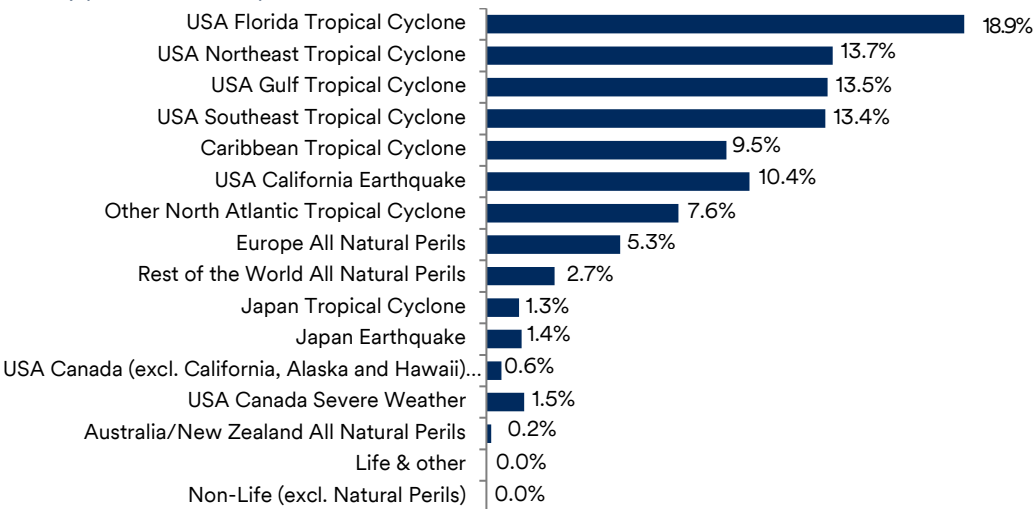 USA Florida Tropical Cyclone 18.9%
USA Northeast Tropical Cyclone 13.7%
USA Gulf Tropical Cyclone 13.5%
USA Southeast Tropical Cyclone 13.4%
Caribbean Tropical Cyclone 9.5%
USA California Earthquake 10.4%
Other North Atlantic Tropical Cyclone 7.6%
Europe All Natural Perils 5.3%
Rest of the World All Natural Perils 2.7%
Japan Tropical Cyclone 1.3%
Japan Earthquake 1.4%
USA Canada (excl. California, Alaska and Hawaii)... 0.6%
USA Canada Severe Weather 1.5%
Australia/New Zealand All Natural Perils 0.2%
Life & other 0.0%
Non-Life (excl. Natural Perils) 0.0%